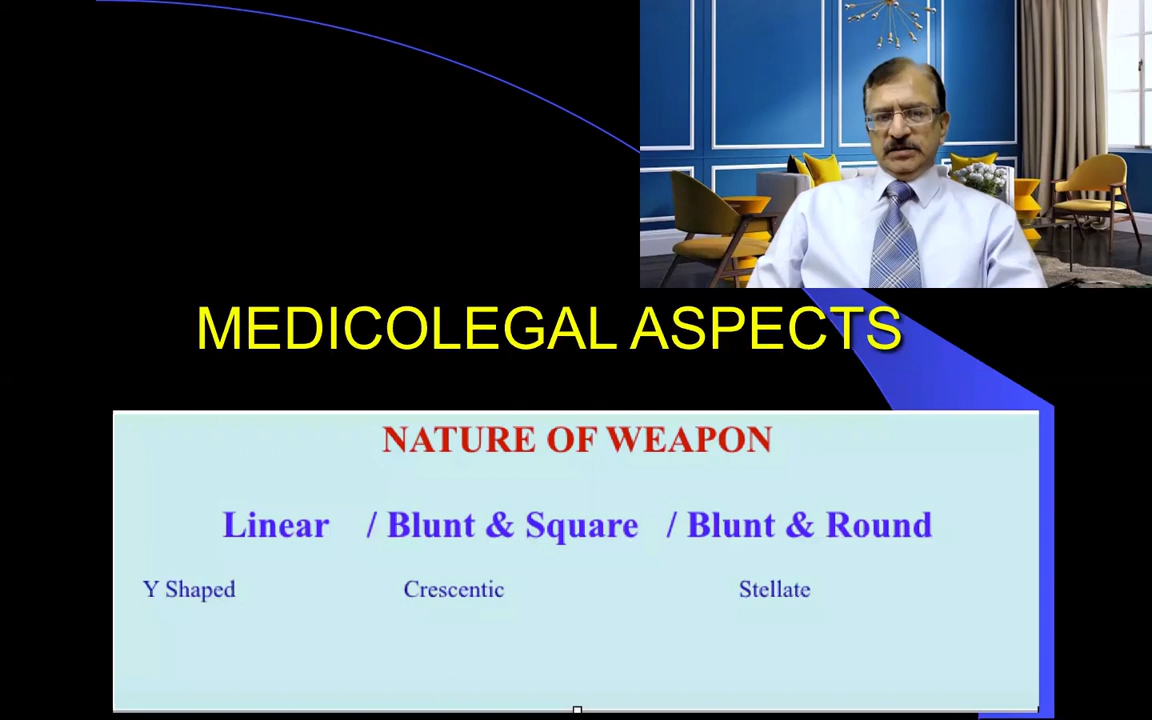 MEDICOLEGAL ASPECTS
NATURE OF WEAPON
Linear / Blunt & Square / Blunt & Round
Y Shaped Crescentic Stellate